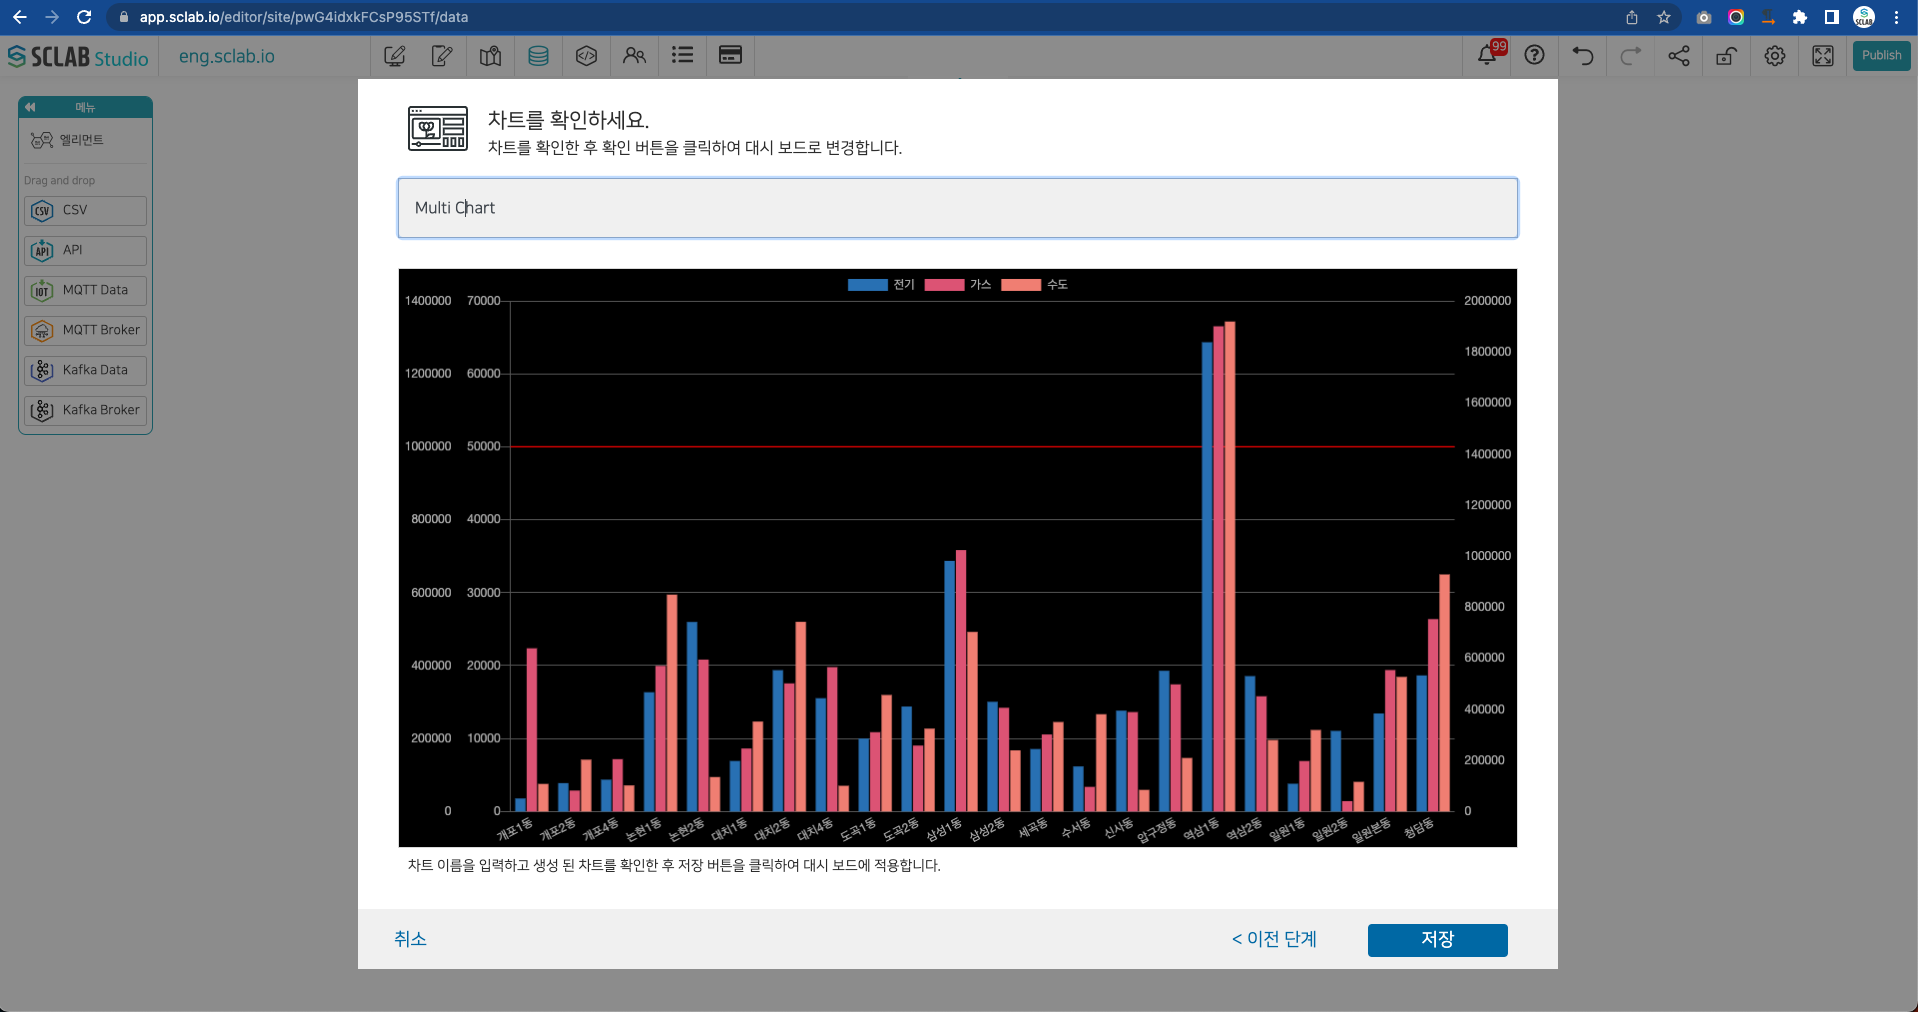 app.sclab.io/editor/site/pwG4idxkFCsP95STf/data
SCLAB Studio
eng.sclab.io
99
Publish
메뉴
엘리먼트
Drag and drop
CSV CSV
API API
IOT MQTT Data
MQTT Broker
Kafka Data
Kafka Broker
차트를 확인하세요.
차트를 확인한 후 확인 버튼을 클릭하여 대시 보드로 변경합니다.
Multi Chart
전기 가스 수도
1400000 70000 2000000
1800000
1200000 60000
1600000
1000000 50000
1400000
800000 40000
1200000
1000000
600000 30000
800000
400000 20000
600000
400000
200000 10000
200000
0 0 0
개포1동 개포2동 개포4동 논현1동 논현2동 대치1동 대치2동 대치4동 도곡1동 도곡2동 삼성1동 삼성2동 세곡동 수서동 신사동 압구정동 역삼1동 역삼2동 일원1동 일원2동 일원본동 청담동
차트 이름을 입력하고 생성 된 차트를 확인한 후 저장 버튼을 클릭하여 대시 보드에 적용합니다.
취소
< 이전 단계
저장